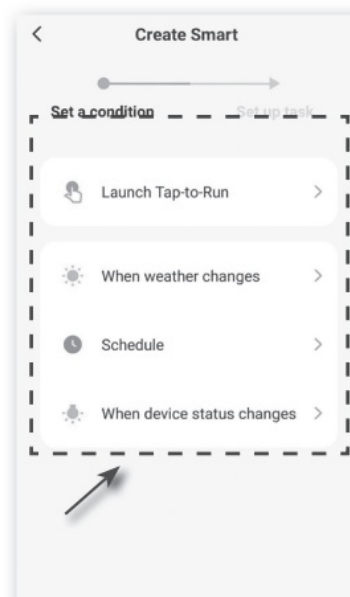 Create Smart
Set a condition Set up task
Launch Tap-to-Run
When weather changes
Schedule
When device status changes